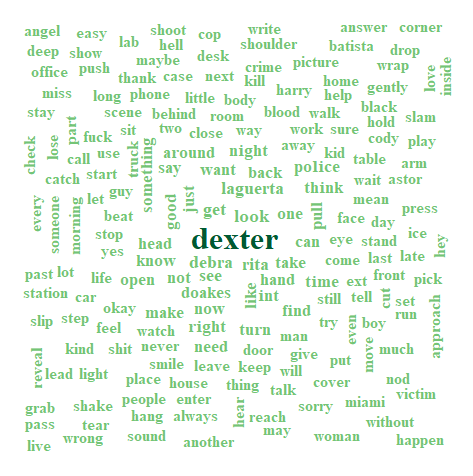 angel easy shoot cop write answer corner
lab hell shoulder batista
deep show maybe desk picture drop
office push crime wrap love inside
thank case next kill home gently
miss long phone little body harry help black
stay scene behind room blood walk hold slam
part fuck sit two close way work sure cody play
check lose truck something away
call use say around night kid table arm
catch start want back police wait astor
let guy laguerta think mean
every someone morning good just get look one pull face day press
beat
stop dexter can eye stand ice hey
yes head
know debra rita take come last late
past lot life open not see hand time ext front pick
station car doakes like int still tell cut set
okay make now find run approach
slip step feel watch right turn man try even boy
kind shit never need door give move much
reveal smile leave keep will put
lead light place house thing talk cover nod
people enter hear sorry miami victim
grab shake hang always reach without
pass tear may
live wrong sound another woman happen